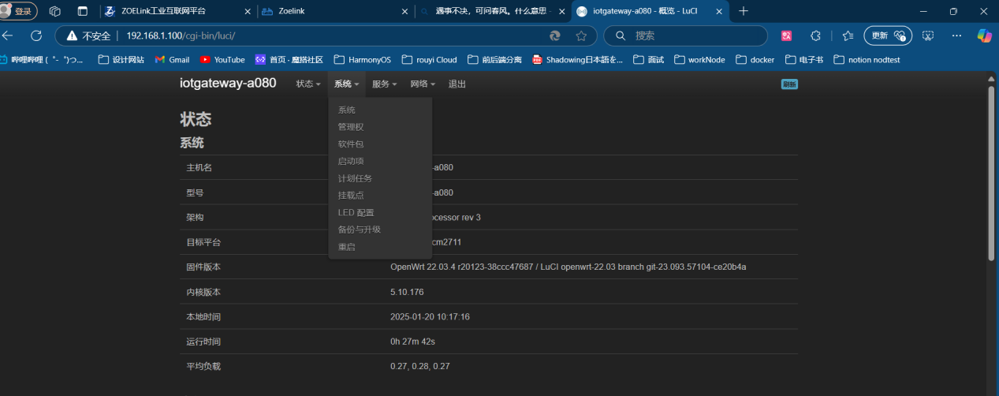 登录 ZOELink工业互联网平台 Zoelink 遇事不决，可问春风。什么意思 - iotgateway-a080 - 概览 - LuCI
不安全 192.168.1.100/cgi-bin/luci/ 搜索 更新
哔哩哔哩 (゜-゜)つ... 设计网站 Gmail YouTube 首页 · 魔搭社区 HarmonyOS rouyi Cloud 前后端分离 Shadowing日本語を... 面试 workNode docker 电子书 notion nodtest
iotgateway-a080 状态 系统 服务 网络 退出 刷新
系统
管理权
软件包
启动项
计划任务
挂载点
LED 配置
备份与升级
重启
状态
系统
主机名 -a080
型号 -a080
架构 ocessor rev 3
目标平台 cm2711
固件版本 OpenWrt 22.03.4 r20123-38ccc47687 / LuCI openwrt-22.03 branch git-23.093.57104-ce20b4a
内核版本 5.10.176
本地时间 2025-01-20 10:17:16
运行时间 0h 27m 42s
平均负载 0.27, 0.28, 0.27